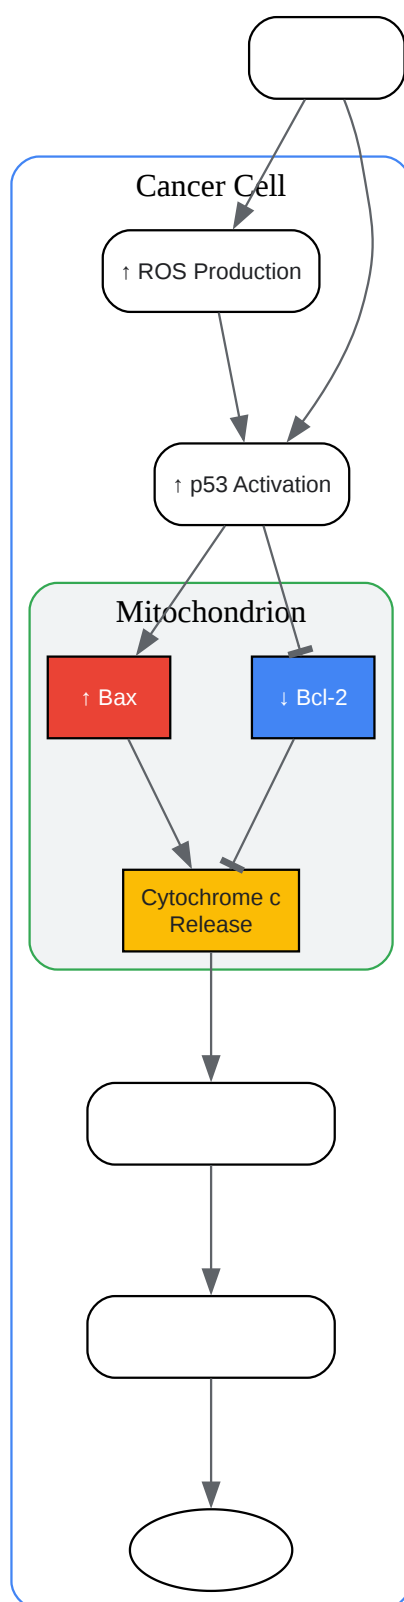 Cancer Cell
↑ ROS Production
↑ p53 Activation
Mitochondrion
↑ Bax
↓ Bcl-2
Cytochrome c
Release